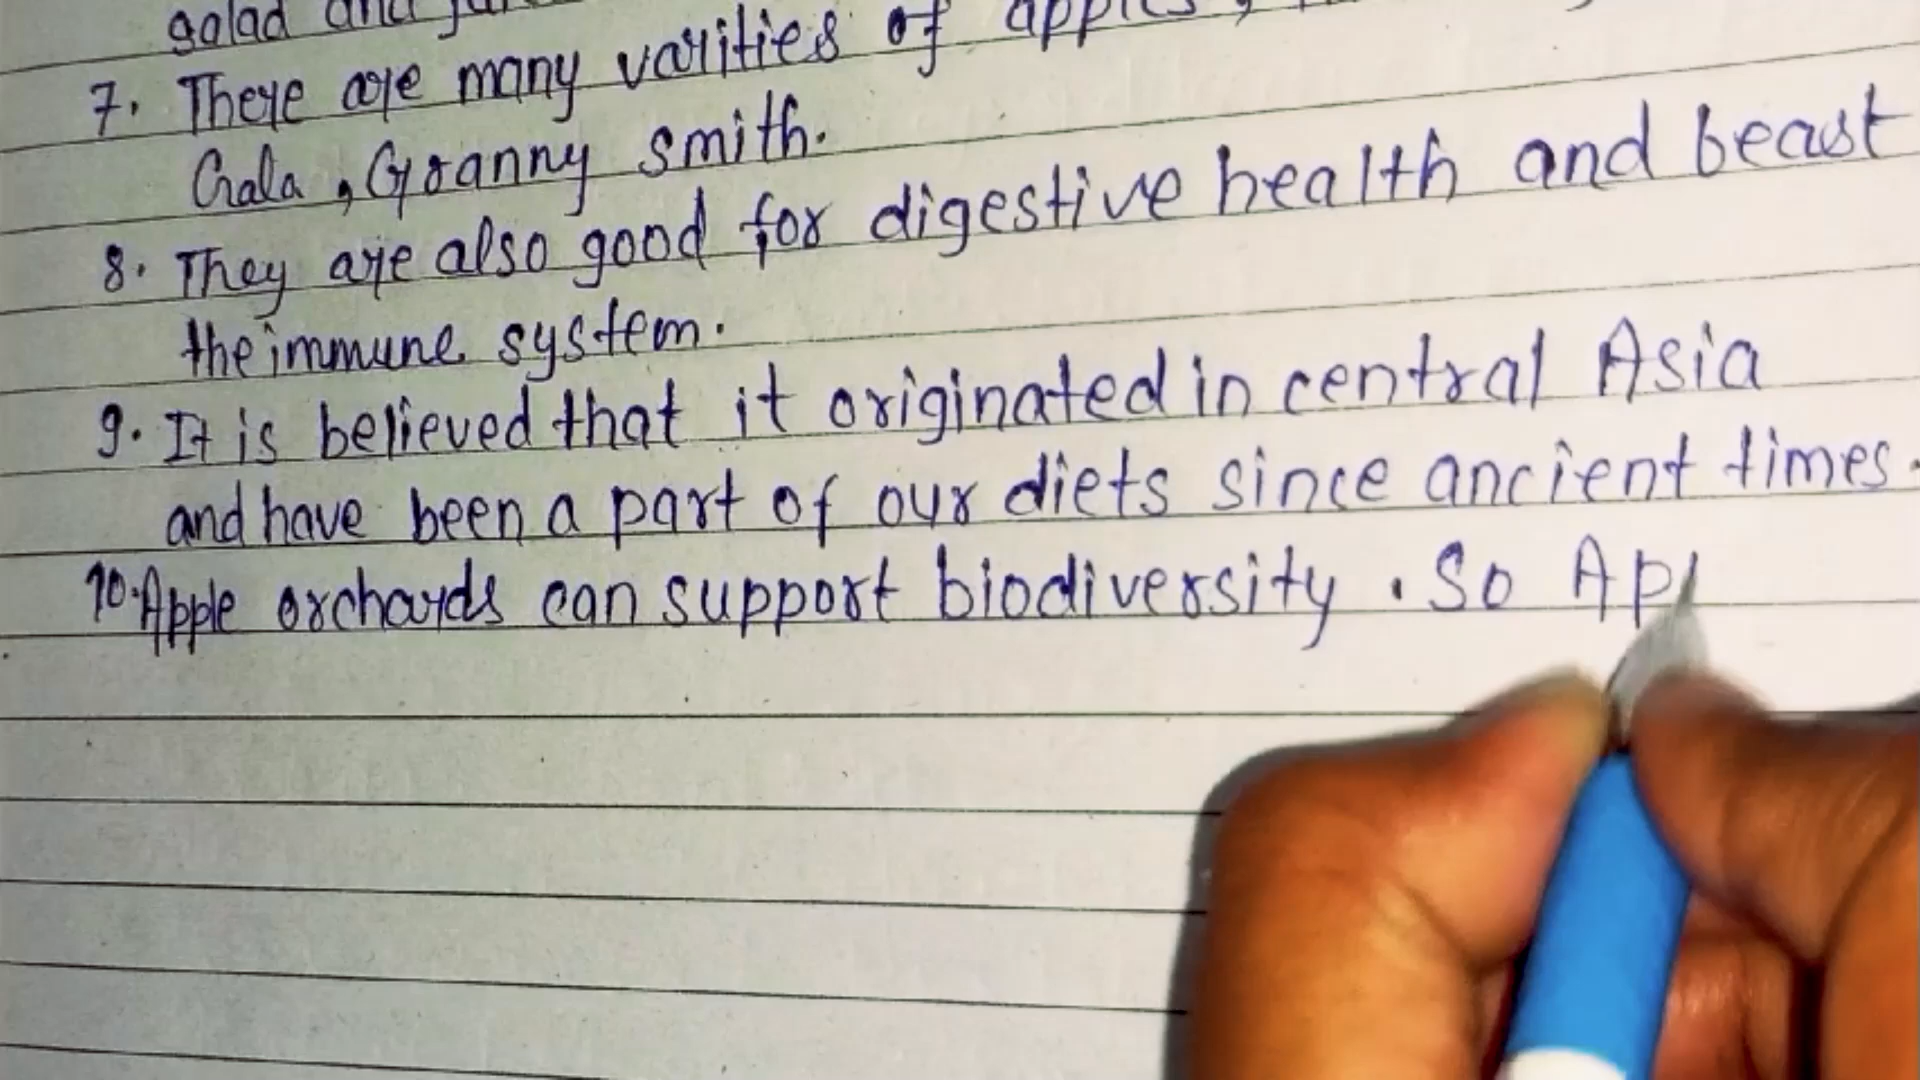 salad and
7. There are many varities of apples,
Gala, Granny smith.
8. They are also good for digestive health and beast
the immune system.
9. It is believed that it originated in central Asia
and have been a part of our diets since ancient times.
10. Apple orchards can support biodiversity. So Ap